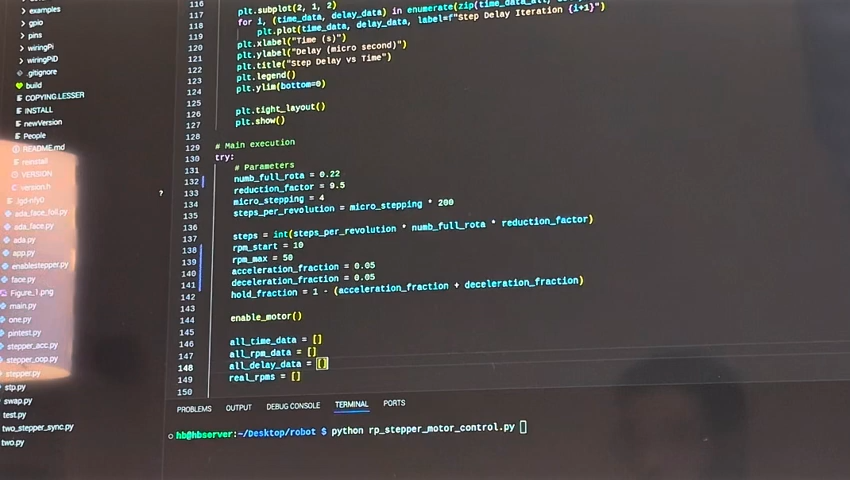 examples
gpio
pins
wiringPi
wiringPiD
.gitignore
build
COPYING.LESSER
INSTALL
newVersion
People
README.md
reinstall
VERSION
version.h
ada_face_foli.py
ada_face.py
ada.py
app.py
enablestepper.py
face.py
Figure_1.png
main.py
one.py
pintest.py
stepper_acc.py
stepper_oop.py
stepper.py
stp.py
swap.py
test.py
two_stepper_sync.py
two.py
116 plt.subplot(2, 1, 2)
117 for i, (time_data, delay_data) in enumerate(zip(time_data_all,
118 plt.plot(time_data, delay_data, label=f"Step Delay Iteration {i+1}")
119 plt.xlabel("Time (s)")
120 plt.ylabel("Delay (micro second)")
121 plt.title("Step Delay vs Time")
122 plt.legend()
123 plt.ylim(bottom=0)
124
125 plt.tight_layout()
126 plt.show()
127
128
129 # Main execution
130 try:
131 # Parameters
132 numb_full_rota = 0.22
133 reduction_factor = 9.5
134 micro_stepping = 4
135 steps_per_revolution = micro_stepping * 200
136
137 steps = int(steps_per_revolution * numb_full_rota * reduction_factor)
138 rpm_start = 10
139 rpm_max = 50
140 acceleration_fraction = 0.05
141 deceleration_fraction = 0.05
142 hold_fraction = 1 - (acceleration_fraction + deceleration_fraction)
143
144 enable_motor()
145
146 all_time_data = []
147 all_rpm_data = []
148 all_delay_data = []
149 real_rpms = []
150
PROBLEMS OUTPUT DEBUG CONSOLE TERMINAL PORTS
hb@hbserver:~/Desktop/robot $ python rp_stepper_motor_control.py